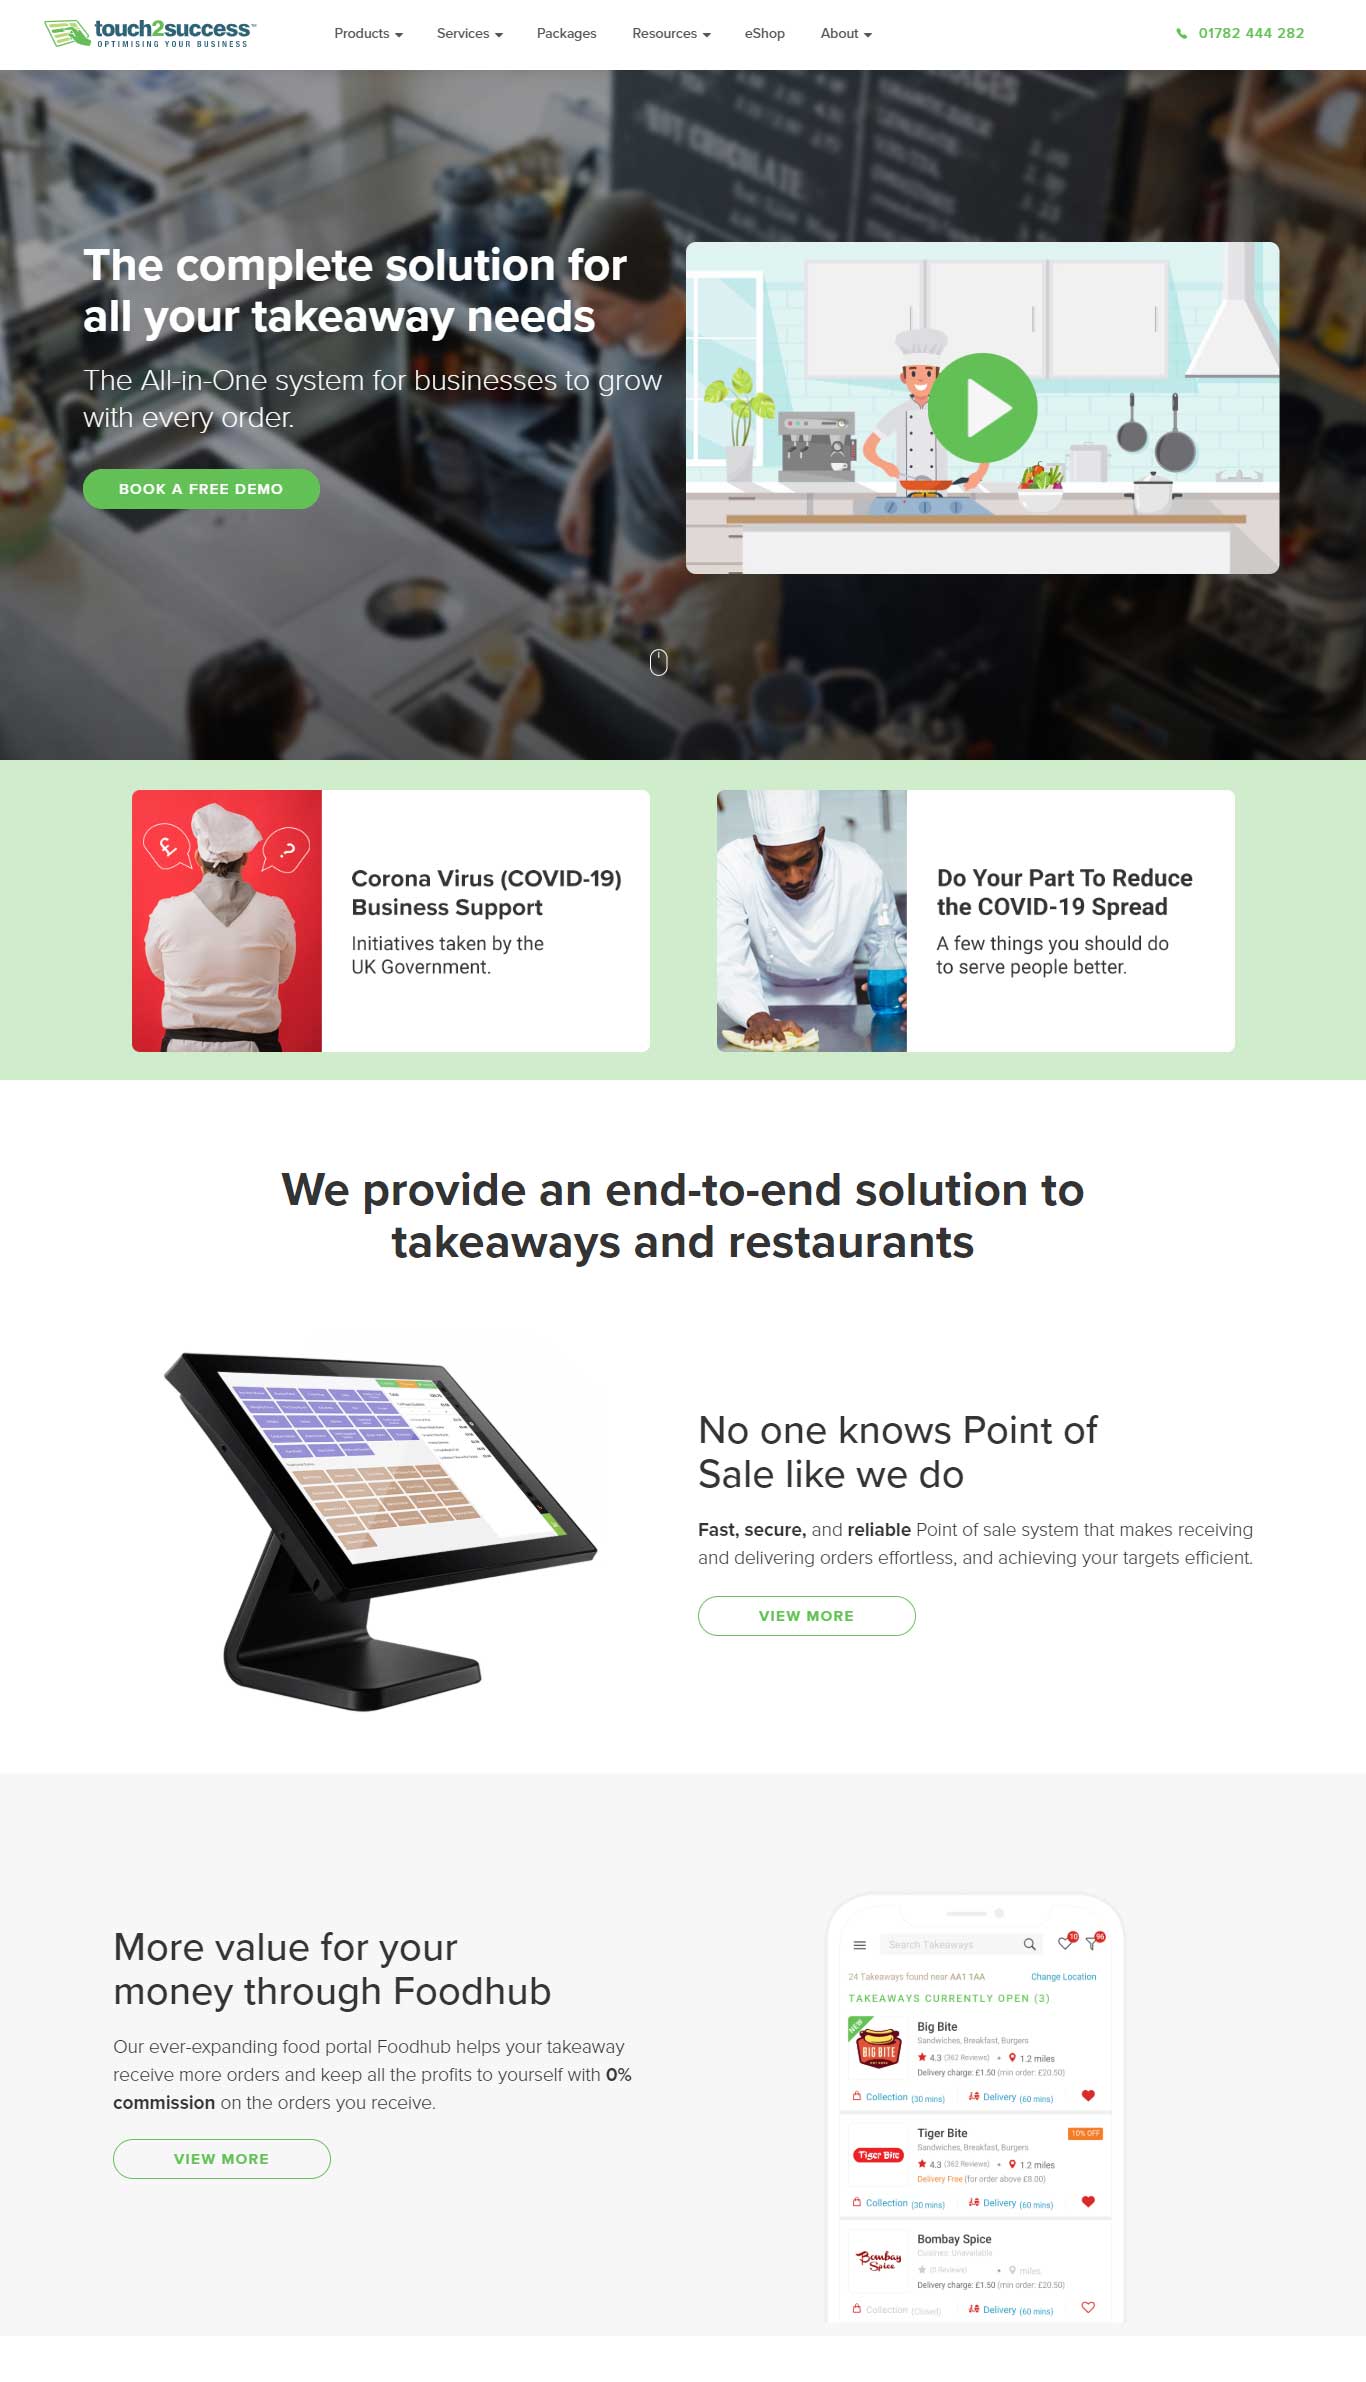 touch2success™
OPTIMISING YOUR BUSINESS
Products
Services
Packages
Resources
eShop
About
01782 444 282
HOT CHOCOLATE
The complete solution for
all your takeaway needs
The All-in-One system for businesses to grow
with every order.
BOOK A FREE DEMO
£
?
Corona Virus (COVID-19)
Business Support
Initiatives taken by the
UK Government.
Do Your Part To Reduce
the COVID-19 Spread
A few things you should do
to serve people better.
We provide an end-to-end solution to
takeaways and restaurants
No one knows Point of
Sale like we do
Fast, secure, and reliable Point of sale system that makes receiving
and delivering orders effortless, and achieving your targets efficient.
VIEW MORE
More value for your
money through Foodhub
Our ever-expanding food portal Foodhub helps your takeaway
receive more orders and keep all the profits to yourself with 0%
commission on the orders you receive.
VIEW MORE
Search Takeaways
10
96
24 Takeaways found near AA1 1AA
Change Location
TAKEAWAYS CURRENTLY OPEN (3)
NEW
BIG BITE
Big Bite
Sandwiches, Breakfast, Burgers
4.3 (362 Reviews) • 1.2 miles
Delivery charge: £1.50 (min order: £20.50)
Collection (30 mins)
Delivery (60 mins)
Tiger Bite
Tiger Bite
10% OFF
Sandwiches, Breakfast, Burgers
4.3 (362 Reviews) • 1.2 miles
Delivery Free (for order above £8.00)
Collection (30 mins)
Delivery (60 mins)
Bombay
Spice
Bombay Spice
Cuisines: Unavailable
(0 Reviews) • miles
Delivery charge: £1.50 (min order: £20.50)
Collection (Closed)
Delivery (60 mins)